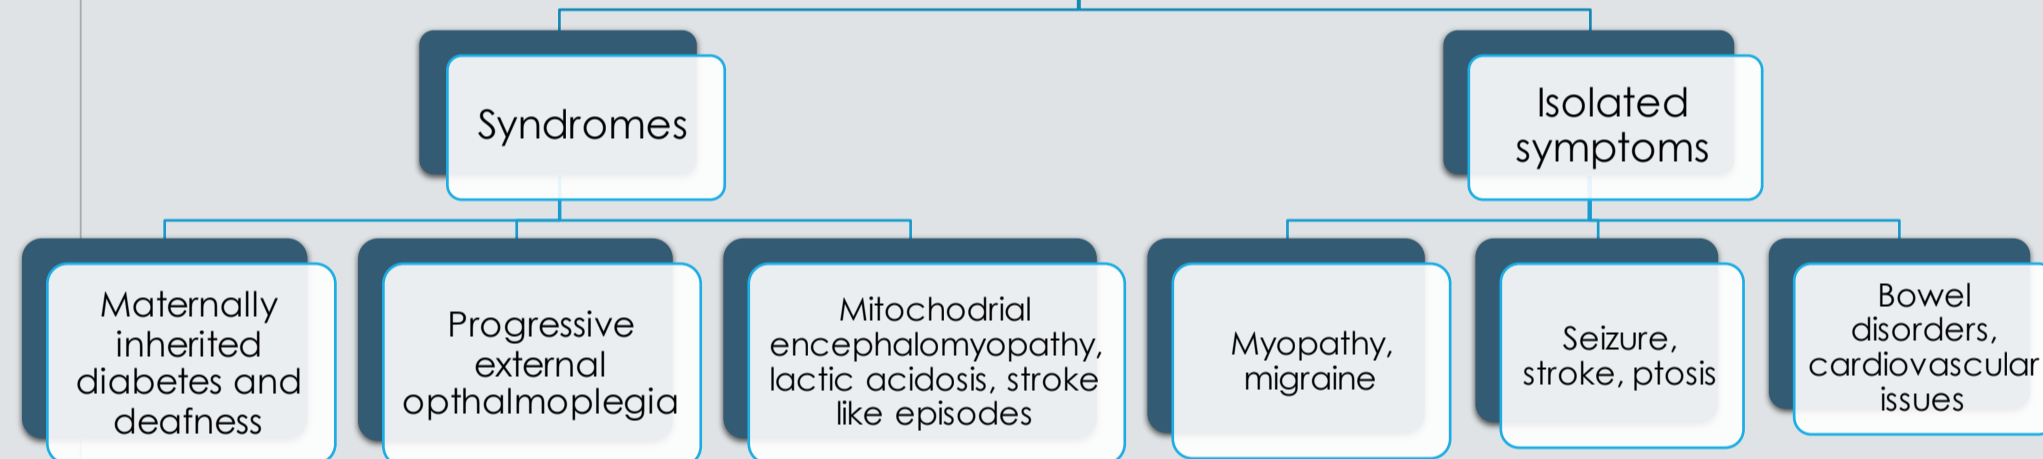 Syndromes
Isolated
symptoms
Maternally
inherited
diabetes and
deafness
Progressive
external
opthalmoplegia
Mitochodrial
encephalomyopathy,
lactic acidosis, stroke
like episodes
Myopathy,
migraine
Seizure,
stroke, ptosis
Bowel
disorders,
cardiovascular
issues